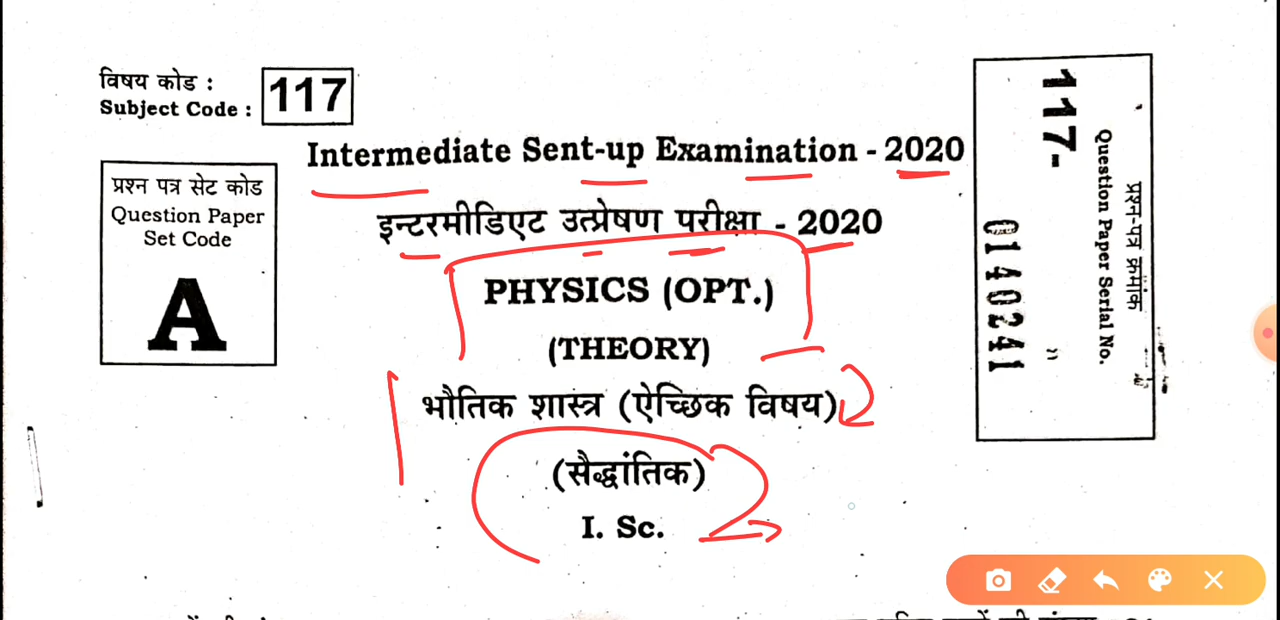 विषय कोड :
Subject Code :
117
Intermediate Sent-up Examination - 2020
इन्टरमीडिएट उत्प्रेषण परीक्षा - 2020
प्रश्न पत्र सेट कोड
Question Paper
Set Code
A
PHYSICS (OPT.)
(THEORY)
भौतिक शास्त्र (ऐच्छिक विषय)
(सैद्धांतिक)
I. Sc.
प्रश्न-पत्र क्रमांक
Question Paper Serial No.
117-
0140241